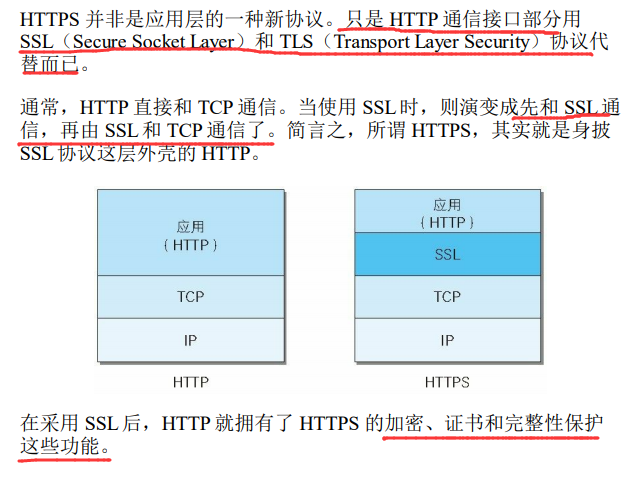 HTTPS 并非是应用层的一种新协议。只是 HTTP 通信接口部分用
SSL（Secure Socket Layer）和 TLS（Transport Layer Security）协议代
替而已。
通常，HTTP 直接和 TCP 通信。当使用 SSL 时，则演变成先和 SSL 通
信，再由 SSL 和 TCP 通信了。简言之，所谓 HTTPS，其实就是身披
SSL 协议这层外壳的 HTTP。
应用
( HTTP )
TCP
IP
HTTP
应用
( HTTP )
SSL
TCP
IP
HTTPS
在采用 SSL 后，HTTP 就拥有了 HTTPS 的加密、证书和完整性保护
这些功能。